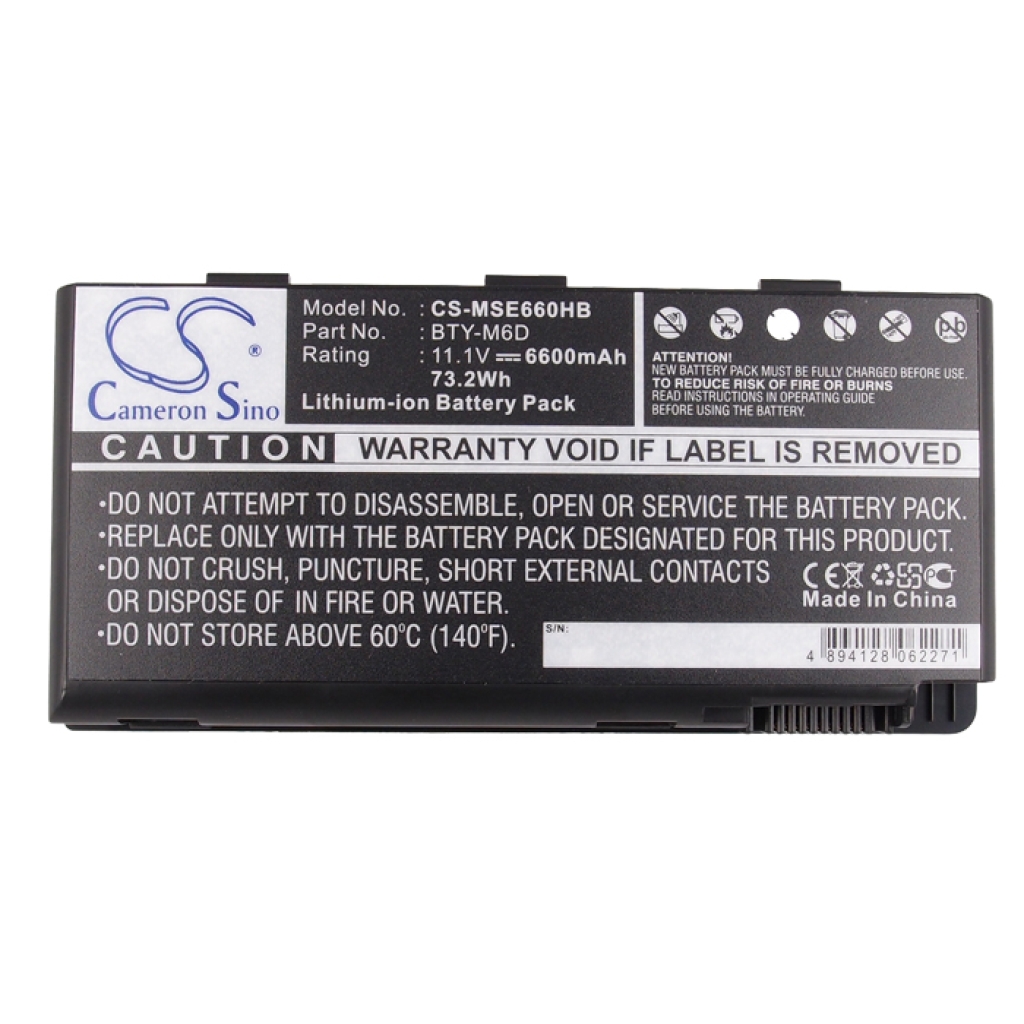 CS ®
Cameron Sino
Model No. : CS-MSE660HB
Part No. : BTY-M6D
Rating : 11.1V ⎓ 6600mAh
73.2Wh
Lithium-ion Battery Pack
Pb
ATTENTION:
NEW BATTERY PACK MUST BE FULLY CHARGED BEFORE USE.
TO REDUCE RISK OF FIRE OR BURNS
READ INSTRUCTIONS IN OPERATING GUIDE
BEFORE USING THE BATTERY.
CAUTION WARRANTY VOID IF LABEL IS REMOVED
·DO NOT ATTEMPT TO DISASSEMBLE, OPEN OR SERVICE THE BATTERY PACK.
·REPLACE ONLY WITH THE BATTERY PACK DESIGNATED FOR THIS PRODUCT.
·DO NOT CRUSH, PUNCTURE, SHORT EXTERNAL CONTACTS
OR DISPOSE OF IN FIRE OR WATER.
CE
Made In China
·DO NOT STORE ABOVE 60ºC (140ºF).
S/N:
4 894128 062271